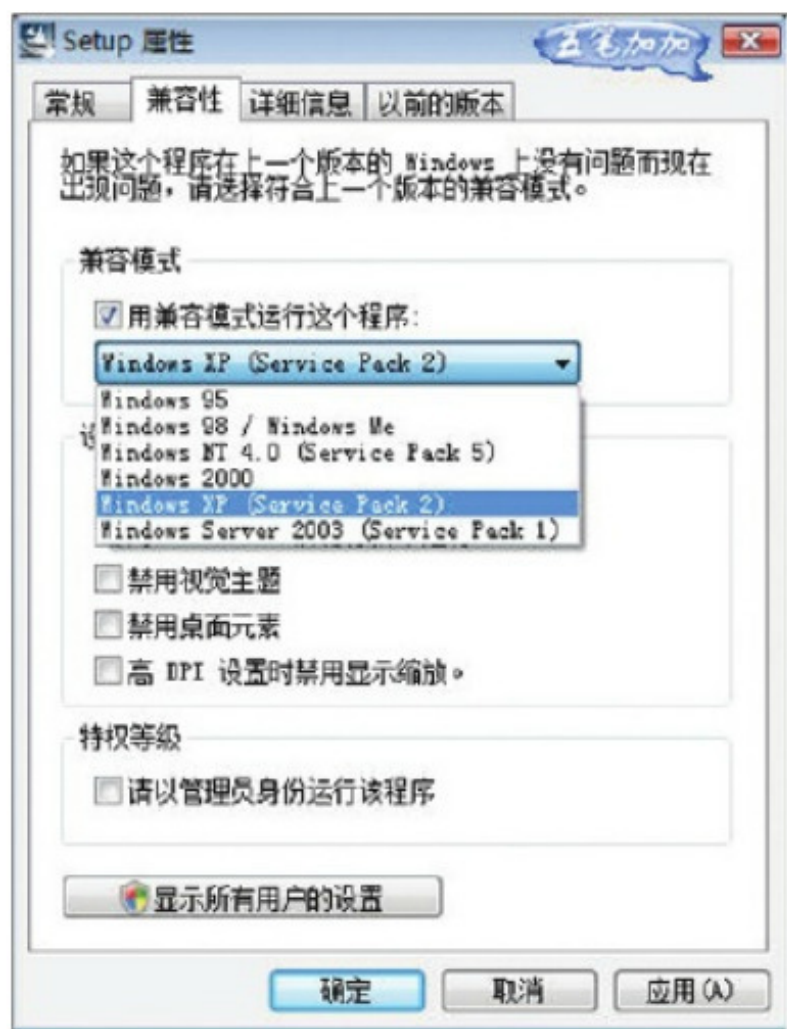 Setup 属性
五笔加加
常规 兼容性 详细信息 以前的版本
如果这个程序在上一个版本的 Windows 上没有问题而现在
出现问题，请选择符合上一个版本的兼容模式。
兼容模式
用兼容模式运行这个程序:
Windows XP (Service Pack 2)
Windows 95
Windows 98 / Windows Me
Windows NT 4.0 (Service Pack 5)
设
Windows 2000
Windows XP (Service Pack 2)
Windows Server 2003 (Service Pack 1)
禁用视觉主题
禁用桌面元素
高 DPI 设置时禁用显示缩放。
特权等级
请以管理员身份运行该程序
显示所有用户的设置
确定 取消 应用(A)